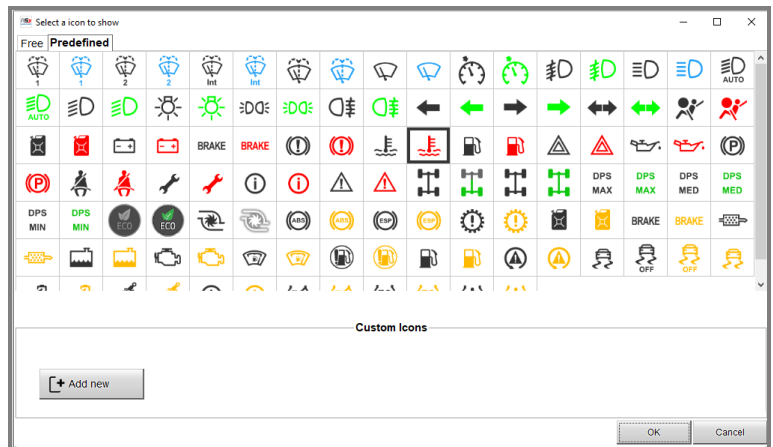 Select a icon to show
Free Predefined
1 1 2 2 Int Int AUTO
AUTO
BRAKE BRAKE P
P DPS MAX DPS MAX DPS MED DPS MED
DPS MIN DPS MIN ECO ECO ABS ABS ESP ESP BRAKE BRAKE
OFF OFF
Custom Icons
Add new
OK Cancel